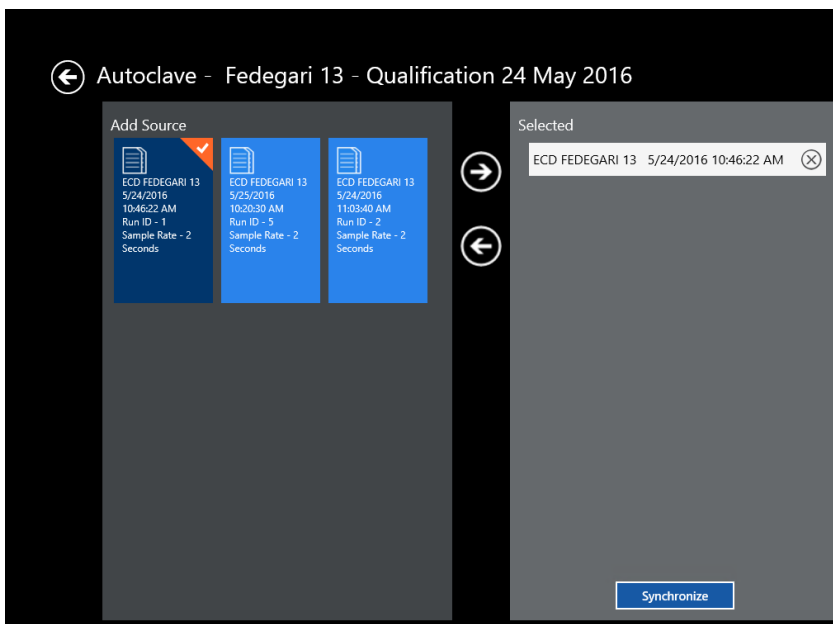 Autoclave - Fedegari 13 - Qualification 24 May 2016
Add Source
ECD FEDEGARI 13
5/24/2016
10:46:22 AM
Run ID - 1
Sample Rate - 2
Seconds
ECD FEDEGARI 13
5/25/2016
10:20:30 AM
Run ID - 5
Sample Rate - 2
Seconds
ECD FEDEGARI 13
5/24/2016
11:03:40 AM
Run ID - 2
Sample Rate - 2
Seconds
Selected
ECD FEDEGARI 13 5/24/2016 10:46:22 AM
Synchronize